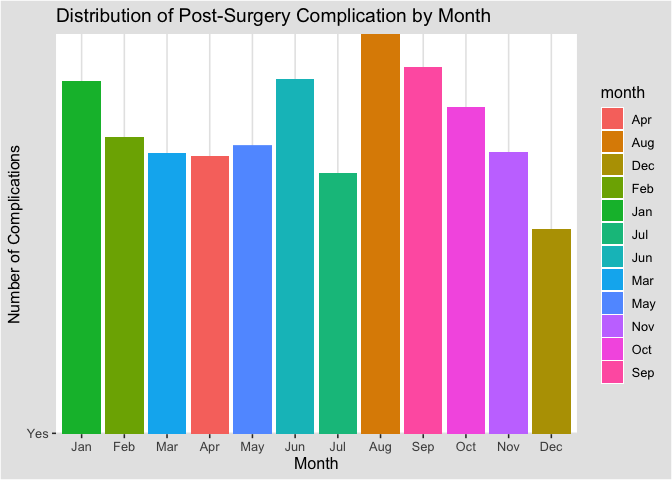 Distribution of Post-Surgery Complication by Month
Number of Complications
Yes
Jan Feb Mar Apr May Jun Jul Aug Sep Oct Nov Dec
Month
month
Apr
Aug
Dec
Feb
Jan
Jul
Jun
Mar
May
Nov
Oct
Sep